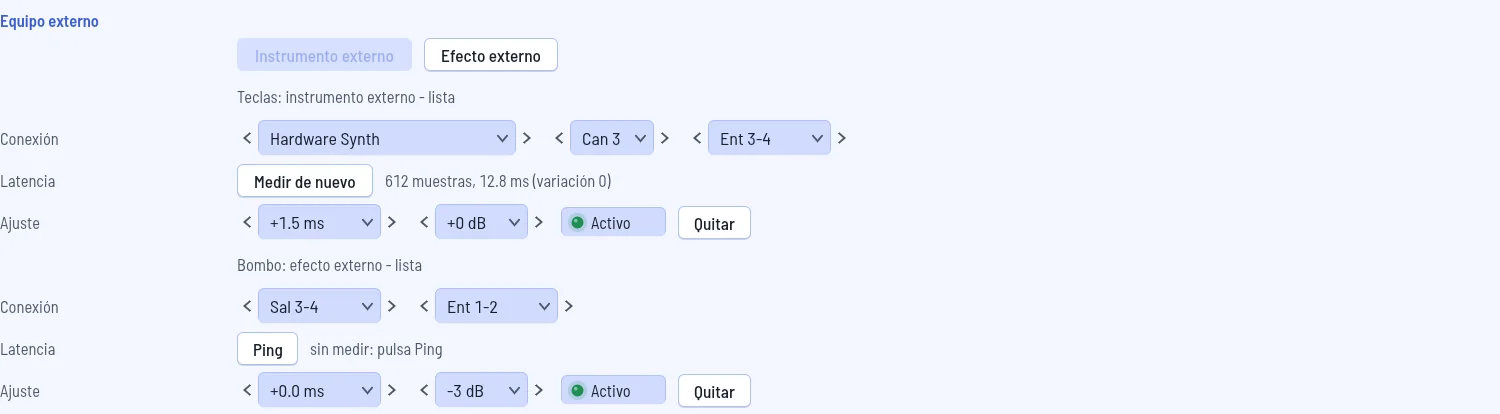 Equipo externo
Instrumento externo Efecto externo
Teclas: instrumento externo - lista
Conexión < Hardware Synth > < Can 3 > < Ent 3-4 >
Latencia Medir de nuevo 612 muestras, 12.8 ms (variación 0)
Ajuste < +1.5 ms > < +0 dB > Activo Quitar
Bombo: efecto externo - lista
Conexión < Sal 3-4 > < Ent 1-2 >
Latencia Ping sin medir: pulsa Ping
Ajuste < +0.0 ms > < -3 dB > Activo Quitar